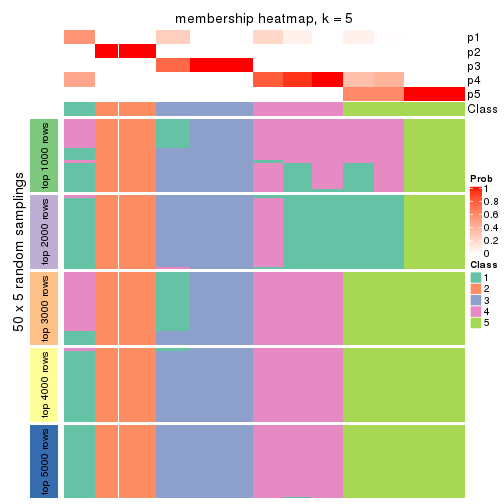 membership heatmap, k = 5
p1
p2
p3
p4
p5
Class
50 x 5 random samplings
top 1000 rows
top 2000 rows
top 3000 rows
top 4000 rows
top 5000 rows
Prob
1
0.8
0.6
0.4
0.2
0
Class
1
2
3
4
5